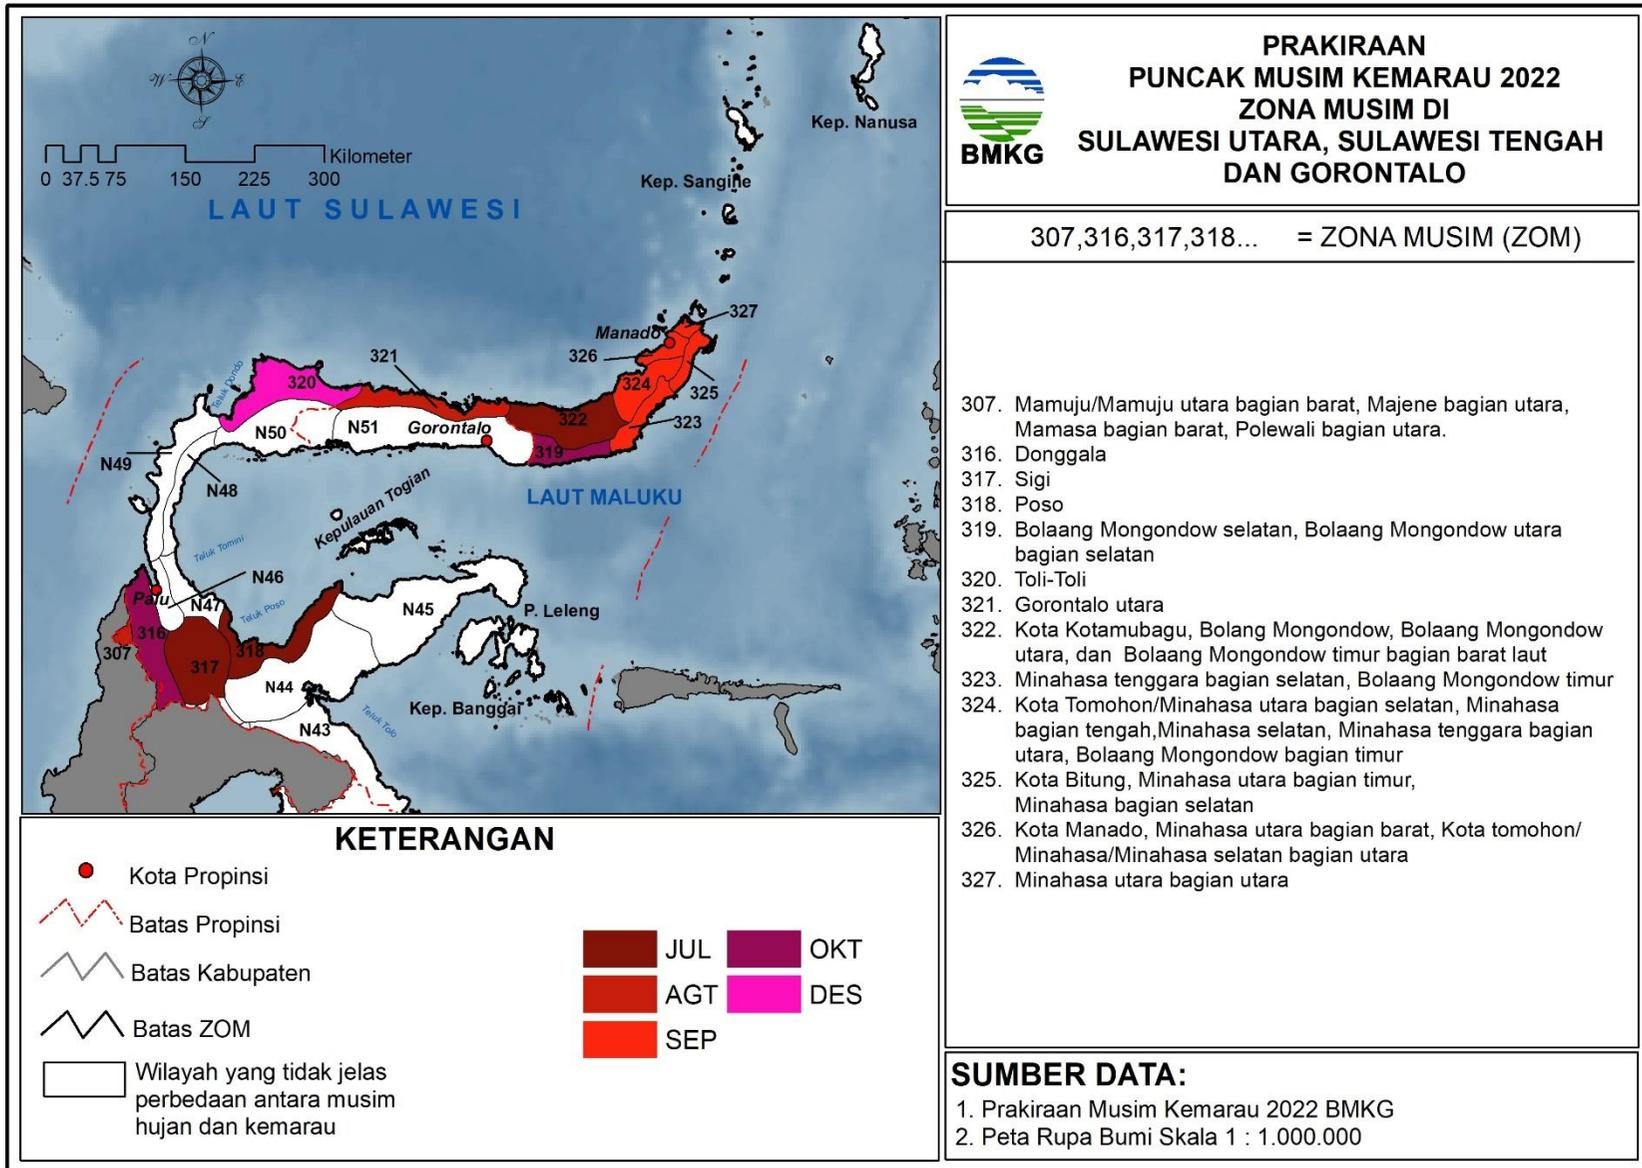 N
W
E
S
Kilometer
0 37.5 75 150 225 300
LAUT SULAWESI
Kep. Nanusa
Kep. Sangihe
327
Manado
326
321
320
324
325
Teluk Dondo
322
323
N50
N51
Gorontalo
319
N49
N48
LAUT MALUKU
Kepulauan Togian
Teluk Tomini
N46
Palu
N47
Teluk Poso
N45
P. Leleng
316
318
307
317
N44
Kep. Banggai
Teluk Tolo
N43
KETERANGAN
Kota Propinsi
Batas Propinsi
Batas Kabupaten
Batas ZOM
Wilayah yang tidak jelas
perbedaan antara musim
hujan dan kemarau
JUL
OKT
AGT
DES
SEP
BMKG
PRAKIRAAN
PUNCAK MUSIM KEMARAU 2022
ZONA MUSIM DI
SULAWESI UTARA, SULAWESI TENGAH
DAN GORONTALO
307,316,317,318... = ZONA MUSIM (ZOM)
307. Mamuju/Mamuju utara bagian barat, Majene bagian utara,
Mamasa bagian barat, Polewali bagian utara.
316. Donggala
317. Sigi
318. Poso
319. Bolaang Mongondow selatan, Bolaang Mongondow utara
bagian selatan
320. Toli-Toli
321. Gorontalo utara
322. Kota Kotamubagu, Bolang Mongondow, Bolaang Mongondow
utara, dan Bolaang Mongondow timur bagian barat laut
323. Minahasa tenggara bagian selatan, Bolaang Mongondow timur
324. Kota Tomohon/Minahasa utara bagian selatan, Minahasa
bagian tengah,Minahasa selatan, Minahasa tenggara bagian
utara, Bolaang Mongondow bagian timur
325. Kota Bitung, Minahasa utara bagian timur,
Minahasa bagian selatan
326. Kota Manado, Minahasa utara bagian barat, Kota tomohon/
Minahasa/Minahasa selatan bagian utara
327. Minahasa utara bagian utara
SUMBER DATA:
1. Prakiraan Musim Kemarau 2022 BMKG
2. Peta Rupa Bumi Skala 1 : 1.000.000